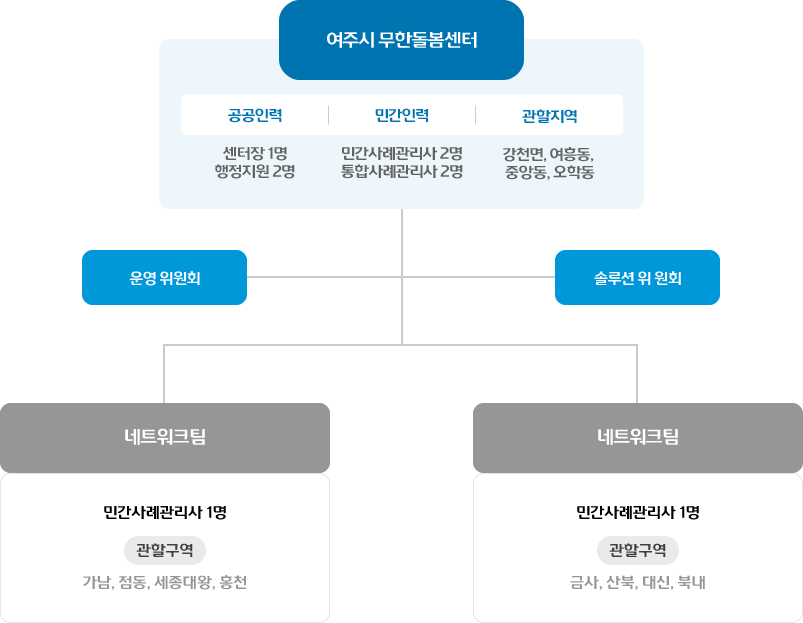 여주시 무한돌봄센터
공공인력
민간인력
관할지역
센터장 1명
행정지원 2명
민간사례관리사 2명
통합사례관리사 2명
강천면, 여흥동,
중앙동, 오학동
운영 위원회
솔루션 위 원회
네트워크팀
민간사례관리사 1명
관할구역
가남, 점동, 세종대왕, 흥천
네트워크팀
민간사례관리사 1명
관할구역
금사, 산북, 대신, 북내